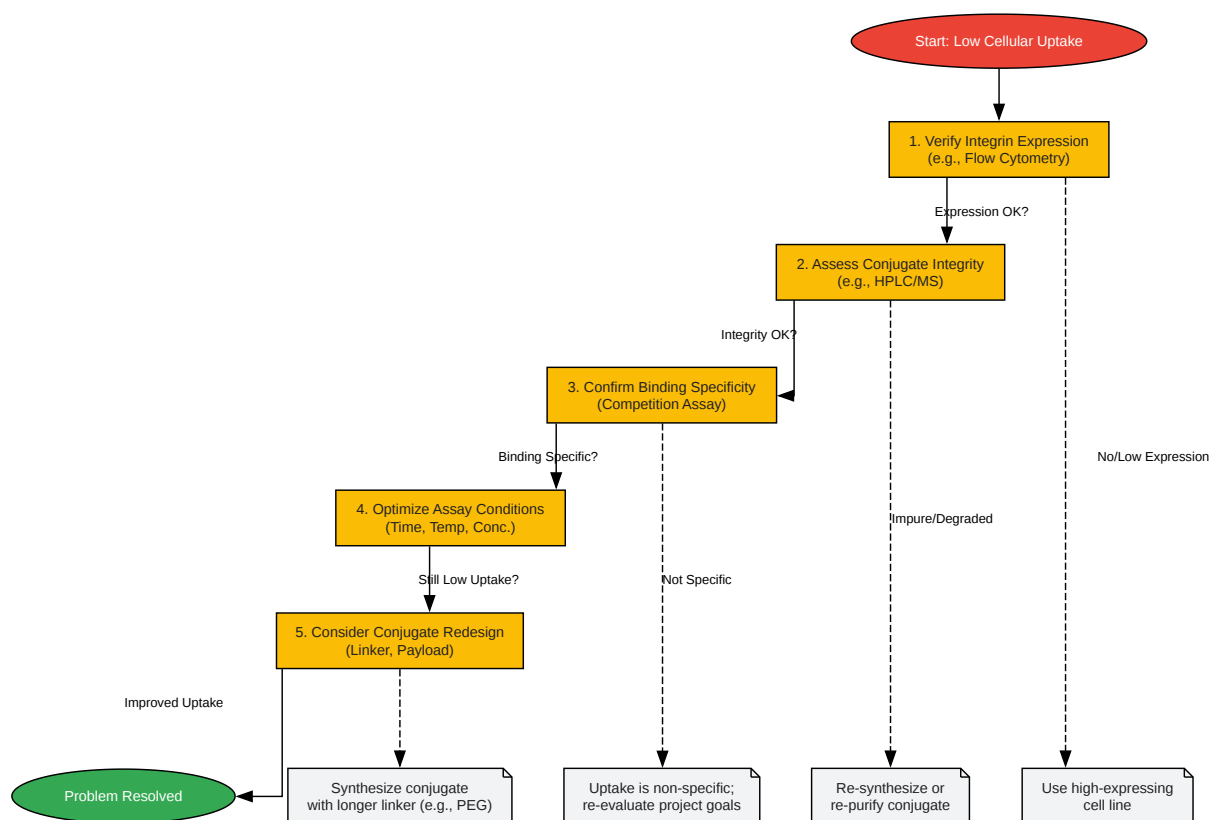 Start: Low Cellular Uptake
1. Verify Integrin Expression
(e.g., Flow Cytometry)
Expression OK?
2. Assess Conjugate Integrity
(e.g., HPLC/MS)
Integrity OK?
3. Confirm Binding Specificity
(Competition Assay)
Binding Specific?
No/Low Expression
4. Optimize Assay Conditions
(Time, Temp, Conc.)
Impure/Degraded
Still Low Uptake?
Not Specific
5. Consider Conjugate Redesign
(Linker, Payload)
Improved Uptake
Problem Resolved
Synthesize conjugate
with longer linker (e.g., PEG)
Uptake is non-specific;
re-evaluate project goals
Re-synthesize or
re-purify conjugate
Use high-expressing
cell line